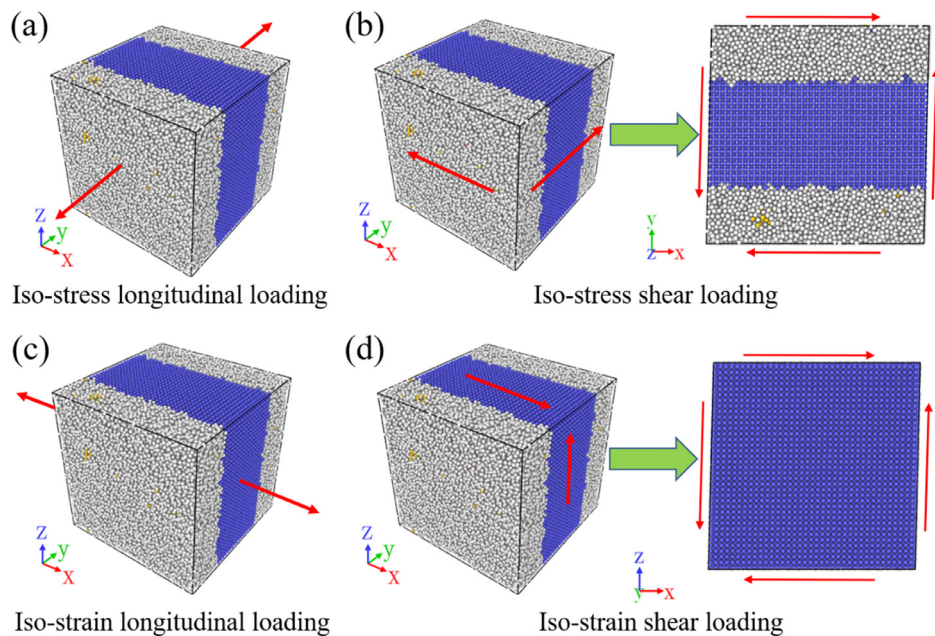 (a)
z
y
x
Iso-stress longitudinal loading
(b)
z
y
x
y
z
x
Iso-stress shear loading
(c)
z
y
x
Iso-strain longitudinal loading
(d)
z
y
x
z
y
x
Iso-strain shear loading